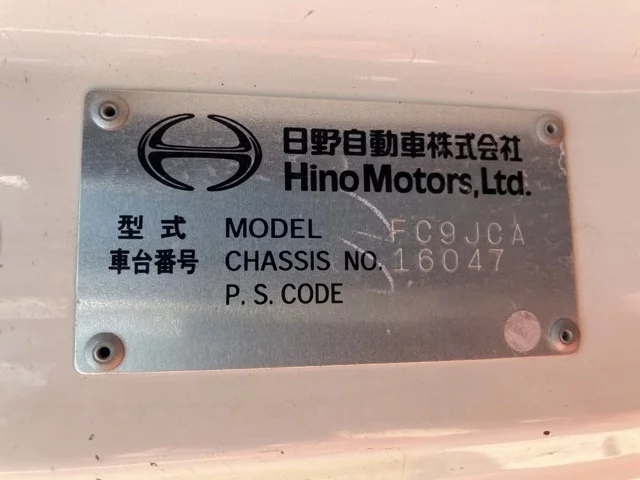 日野自動車株式会社
Hino Motors, Ltd.
型式 MODEL FC9JCA
車台番号 CHASSIS NO. 16047
P. S. CODE